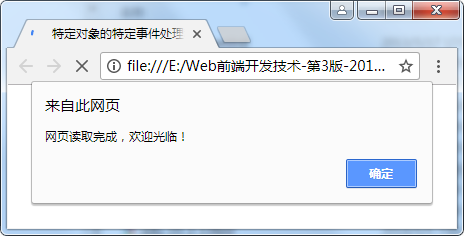 特定对象的特定事件处理
file:///E:/Web前端开发技术-第3版-201...
来自此网页
网页读取完成，欢迎光临！
确定